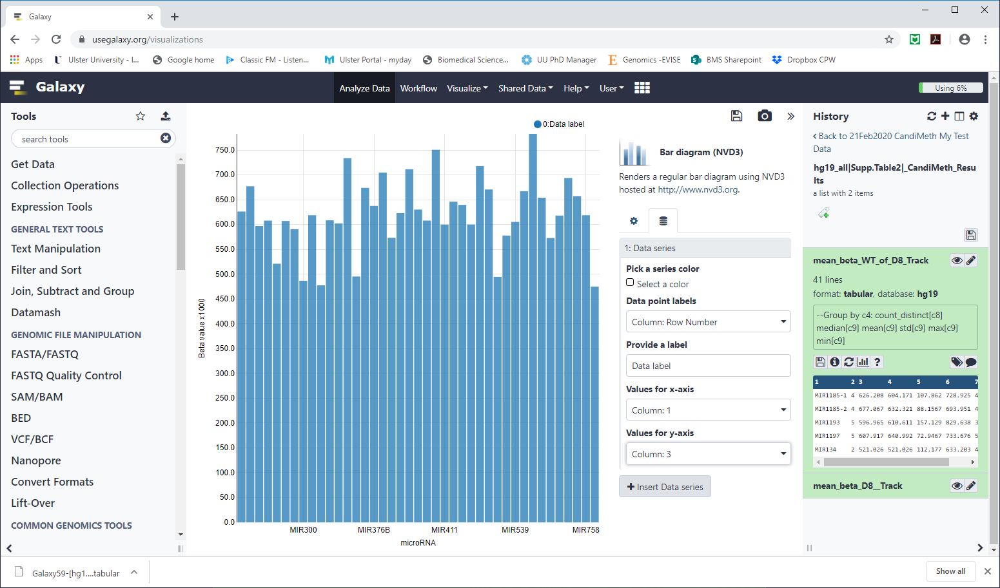 Galaxy
usegalaxy.org/visualizations
Apps
Ulster University - I...
Google home
Classic FM - Listen...
Ulster Portal - myday
Biomedical Science...
UU PhD Manager
Genomics -EVISE
BMS Sharepoint
Dropbox CPW
Galaxy
Analyze Data
Workflow
Visualize
Shared Data
Help
User
Using 6%
Tools
search tools
Get Data
Collection Operations
Expression Tools
GENERAL TEXT TOOLS
Text Manipulation
Filter and Sort
Join, Subtract and Group
Datamash
GENOMIC FILE MANIPULATION
FASTA/FASTQ
FASTQ Quality Control
SAM/BAM
BED
VCF/BCF
Nanopore
Convert Formats
Lift-Over
COMMON GENOMICS TOOLS
0:Data label
750.0
700.0
650.0
600.0
550.0
500.0
450.0
400.0
350.0
300.0
250.0
200.0
150.0
100.0
50.0
0.0
Beta value x1000
MIR300
MIR376B
MIR411
MIR539
MIR758
microRNA
Bar diagram (NVD3)
Renders a regular bar diagram using NVD3
hosted at http://www.nvd3.org.
1: Data series
Pick a series color
Select a color
Data point labels
Column: Row Number
Provide a label
Data label
Values for x-axis
Column: 1
Values for y-axis
Column: 3
Insert Data series
History
Back to 21Feb2020 CandiMeth My Test
Data
hg19_all|Supp.Table2|_CandiMeth_Resu
lts
a list with 2 items
mean_beta_WT_of_D8_Track
41 lines
format: tabular, database: hg19
--Group by c4: count_distinct[c8]
median[c9] mean[c9] std[c9] max[c9]
min[c9]
1 2 3 4 5 6 7
MIR1185-1 4 626.208 604.171 107.862 728.925 4
MIR1185-2 4 677.067 632.321 88.1567 693.951 4
MIR1193 5 596.965 610.611 157.129 829.638 3
MIR1197 5 607.917 640.992 72.9467 733.676 5
MIR134 2 521.026 521.026 112.177 633.203 4
mean_beta_D8__Track
Galaxy59-[hg1....tabular
Show all